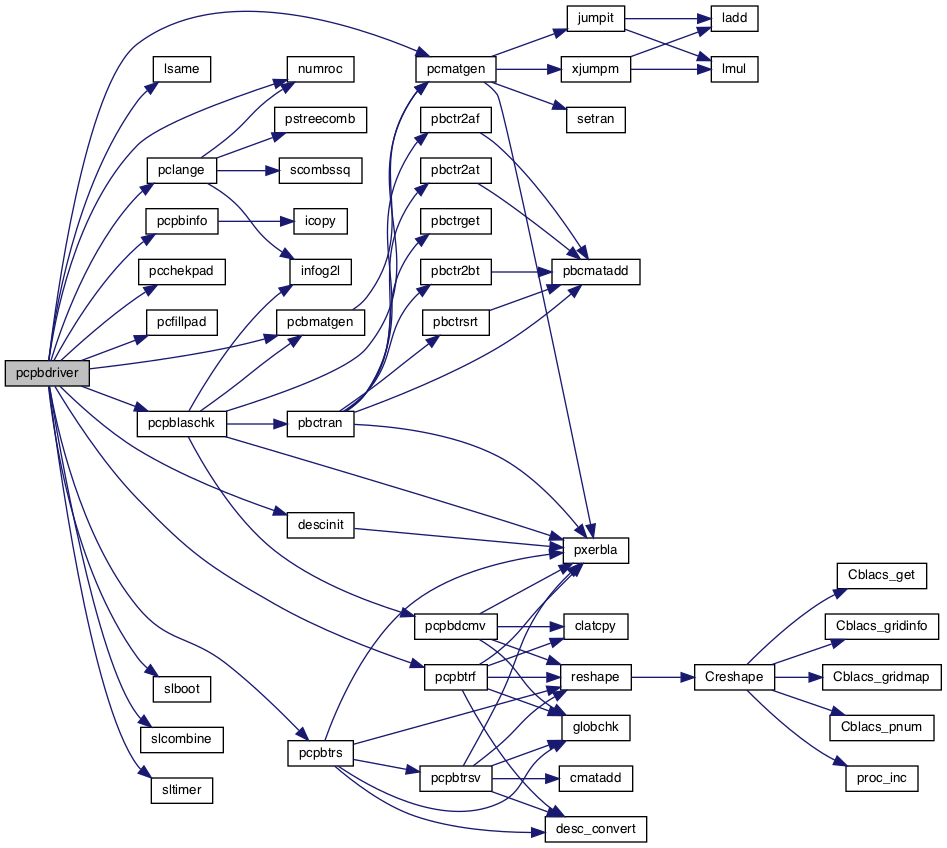 jumpit
ladd
lsame
numroc
pcmatgen
xjumpm
lmul
pstreecomb
pbctr2af
setran
pclange
scombssq
pbctr2at
pcpbinfo
icopy
pbctrget
pcchekpad
infog2l
pbctr2bt
pbcmatadd
pcfillpad
pcbmatgen
pbctrsrt
pcpbdriver
pcpblaschk
pbctran
descinit
pxerbla
Cblacs_get
pcpbdcmv
clatcpy
Cblacs_gridinfo
slboot
pcpbtrf
reshape
Creshape
Cblacs_gridmap
slcombine
pcpbtrs
globchk
Cblacs_pnum
sltimer
pcpbtrsv
cmatadd
proc_inc
desc_convert